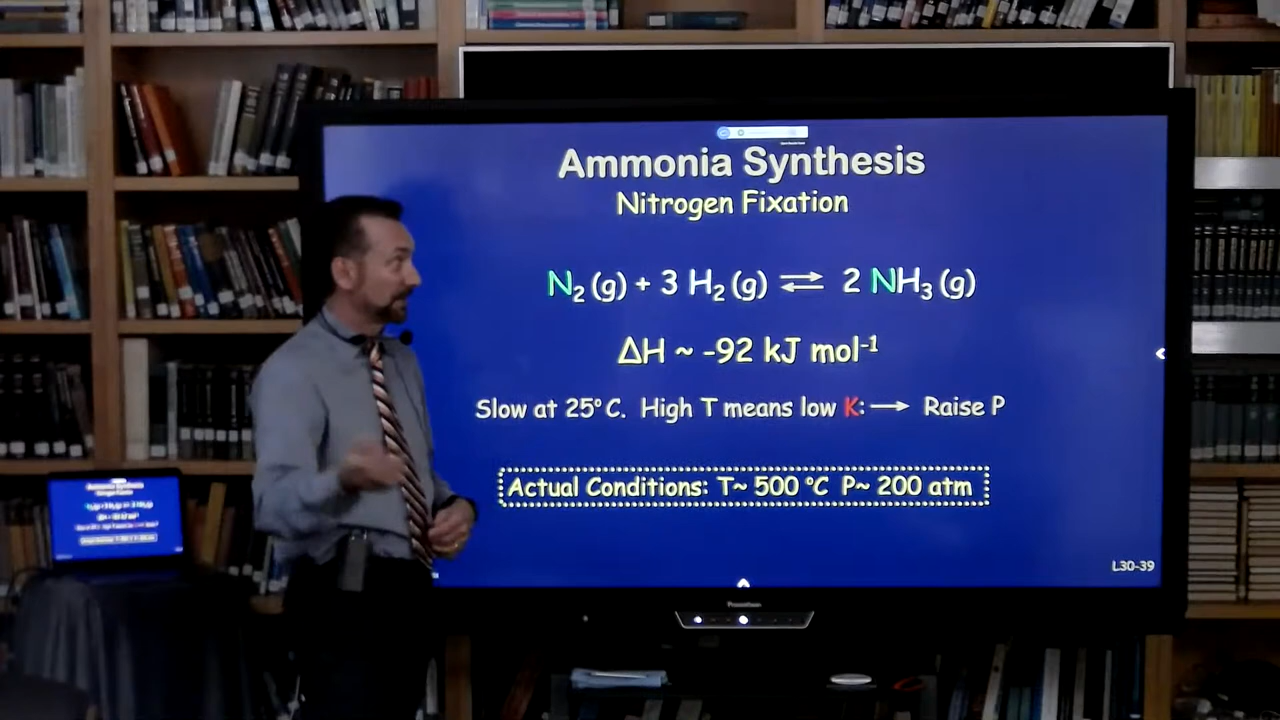 Ammonia Synthesis
Nitrogen Fixation
N₂ (g) + 3 H₂ (g) ⇌ 2 NH₃ (g)
ΔH ~ -92 kJ mol⁻¹
Slow at 25° C. High T means low K: → Raise P
Actual Conditions: T~ 500 °C P~ 200 atm
L30-39
Promethean